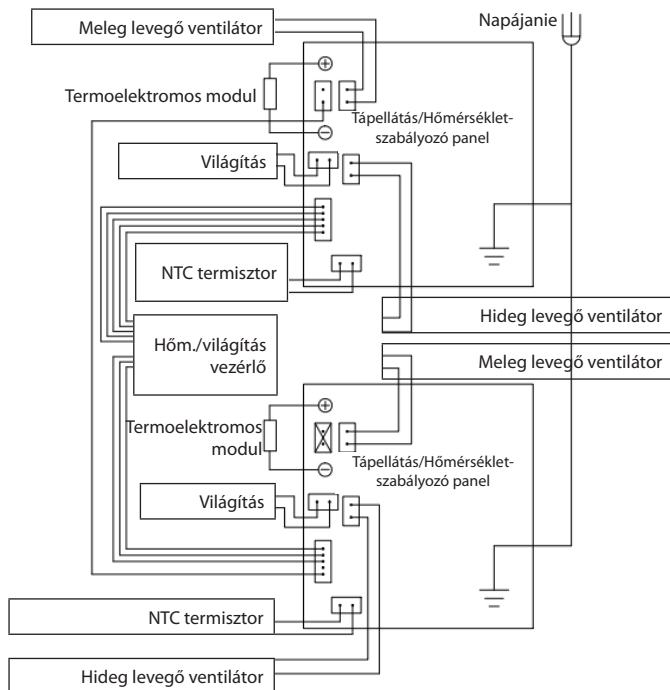 Meleg levegő ventilátor
Napájanie
Termoelektromos modul
Tápellátás/Hőmérséklet-
szabályozó panel
Világítás
NTC termisztor
Hideg levegő ventilátor
Hőm./világítás
vezérlő
Meleg levegő ventilátor
Termoelektromos
modul
Tápellátás/Hőmérséklet-
szabályozó panel
Világítás
NTC termisztor
Hideg levegő ventilátor